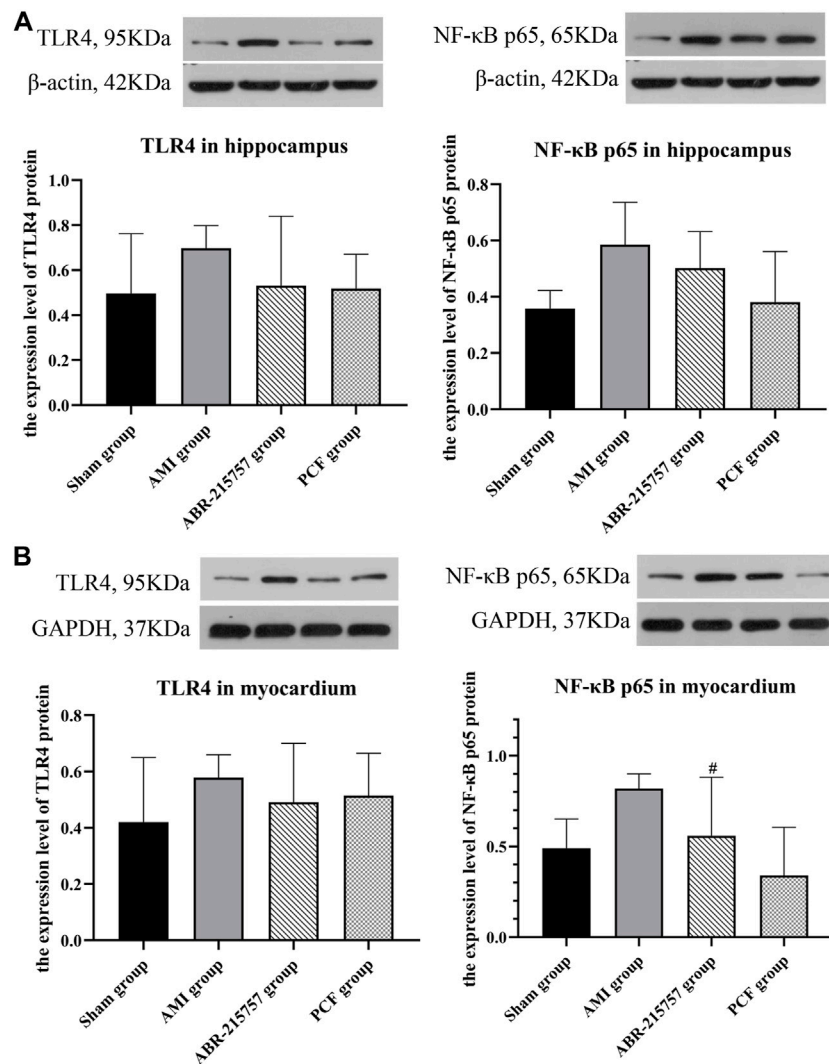 A
TLR4, 95KDa
β-actin, 42KDa
NF-κB p65, 65KDa
β-actin, 42KDa
TLR4 in hippocampus
the expression level of TLR4 protein
1.0
0.8
0.6
0.4
0.2
0.0
Sham group
AMI group
ABR-215757 group
PCF group
NF-κB p65 in hippocampus
the expression level of NF-κB p65 protein
0.8
0.6
0.4
0.2
0.0
Sham group
AMI group
ABR-215757 group
PCF group
B
TLR4, 95KDa
GAPDH, 37KDa
NF-κB p65, 65KDa
GAPDH, 37KDa
TLR4 in myocardium
the expression level of TLR4 protein
0.8
0.6
0.4
0.2
0.0
Sham group
AMI group
ABR-215757 group
PCF group
NF-κB p65 in myocardium
the expression level of NF-κB p65 protein
1.0
0.5
0.0
#
Sham group
AMI group
ABR-215757 group
PCF group